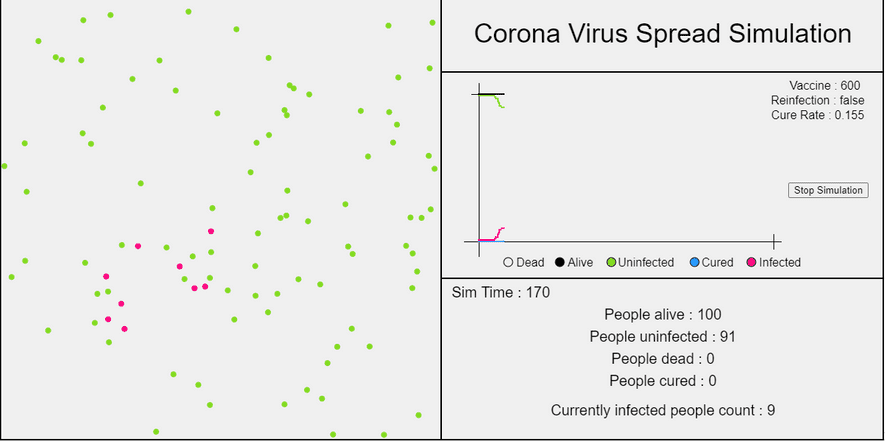 Corona Virus Spread Simulation
Vaccine : 600
Reinfection : false
Cure Rate : 0.155
Stop Simulation
Dead Alive Uninfected Cured Infected
Sim Time : 170
People alive : 100
People uninfected : 91
People dead : 0
People cured : 0
Currently infected people count : 9